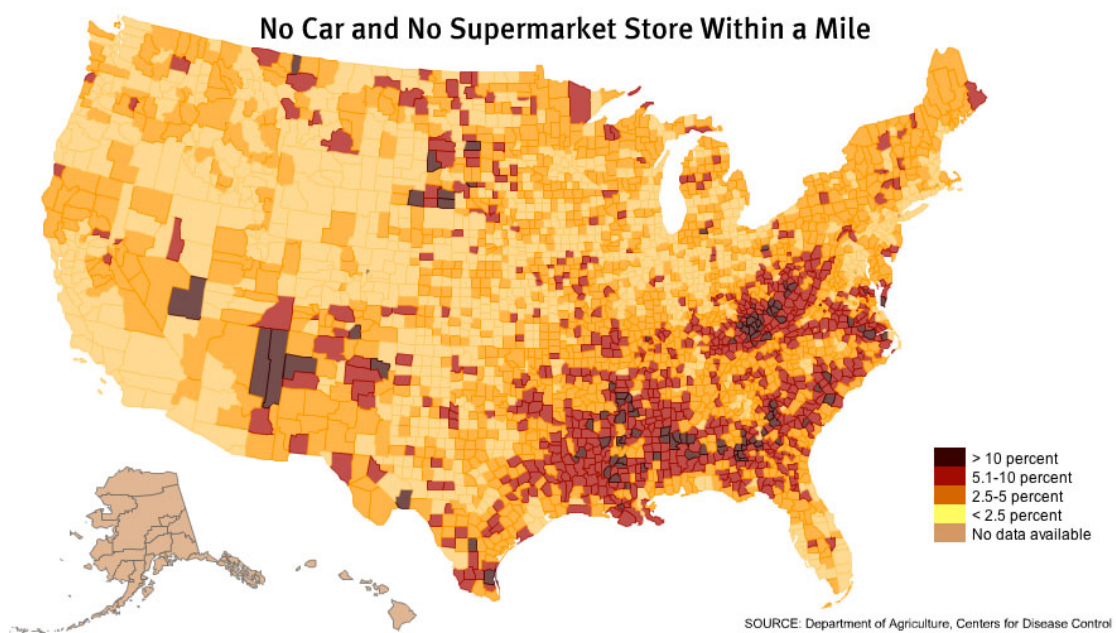 No Car and No Supermarket Store Within a Mile
> 10 percent
5.1-10 percent
2.5-5 percent
< 2.5 percent
No data available
SOURCE: Department of Agriculture, Centers for Disease Control